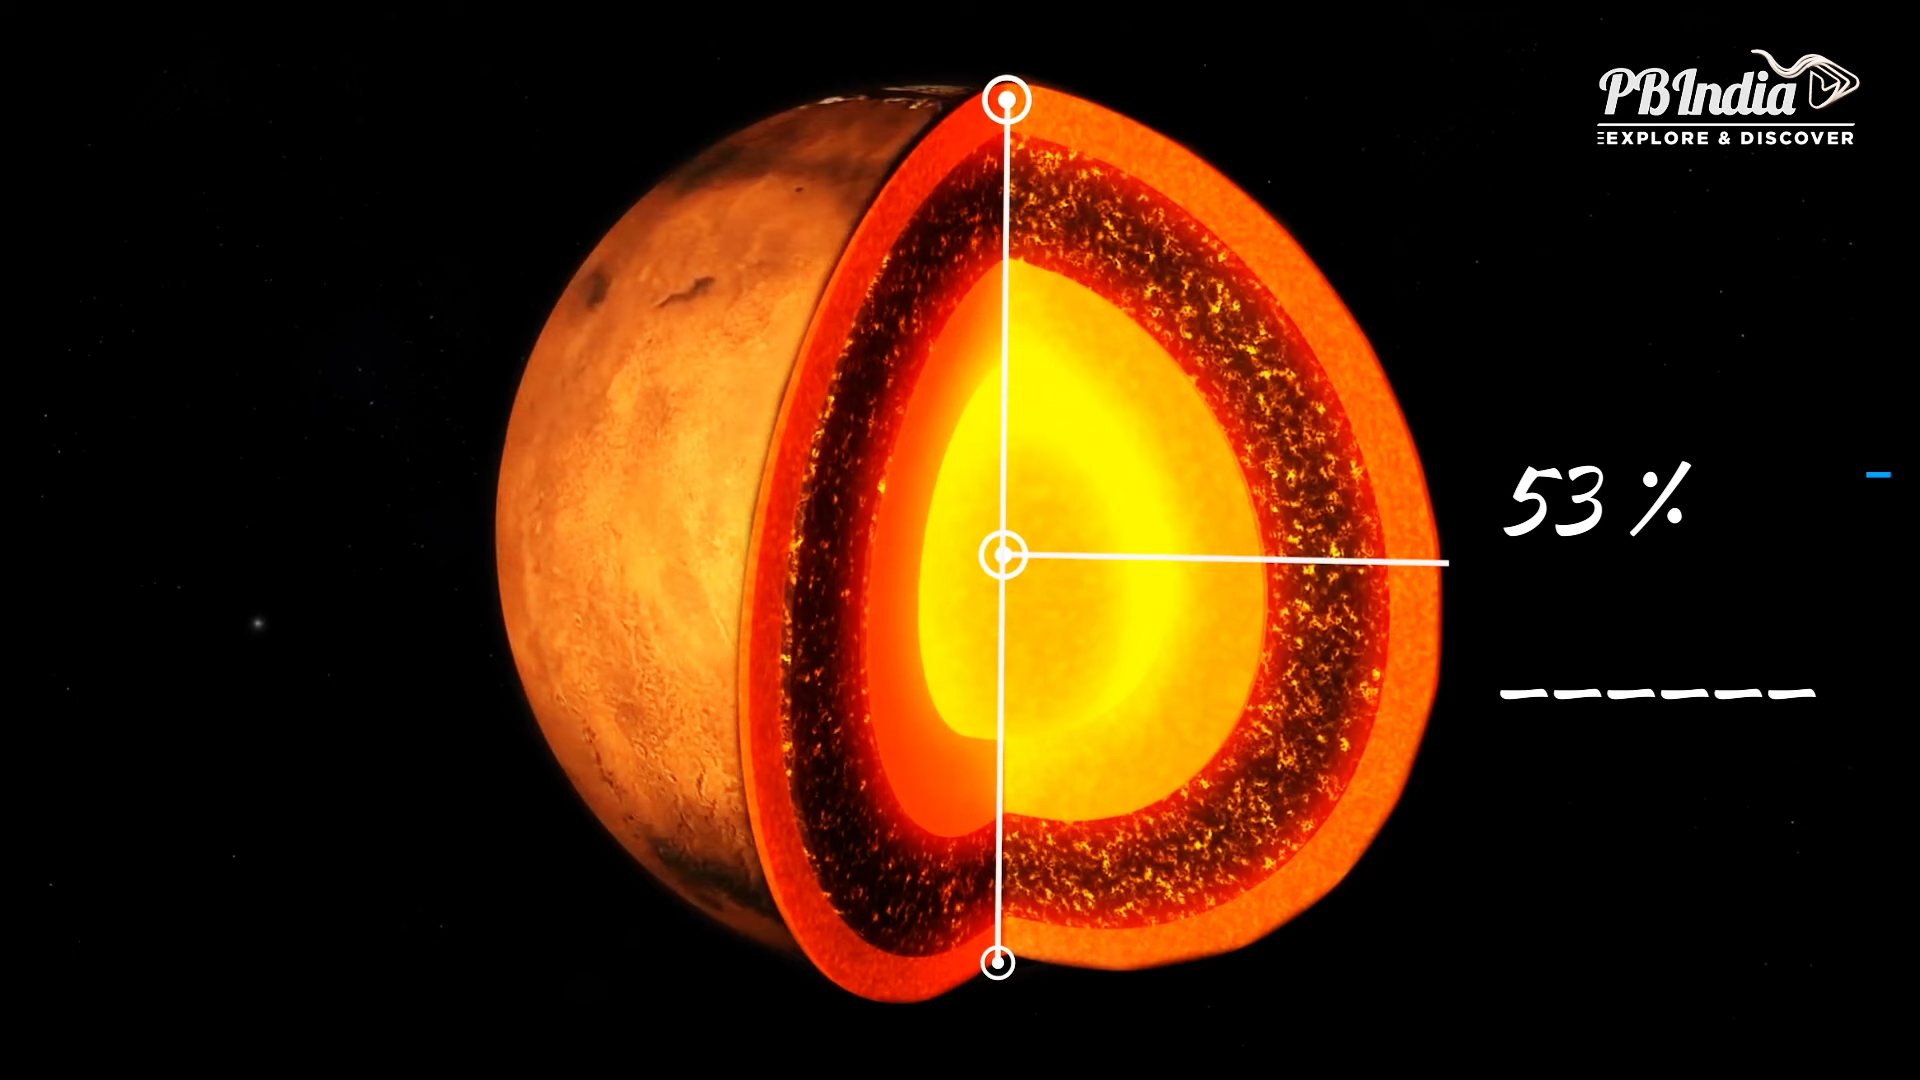 PBIndia
EXPLORE & DISCOVER
53 %
_ _ _ _ _ _